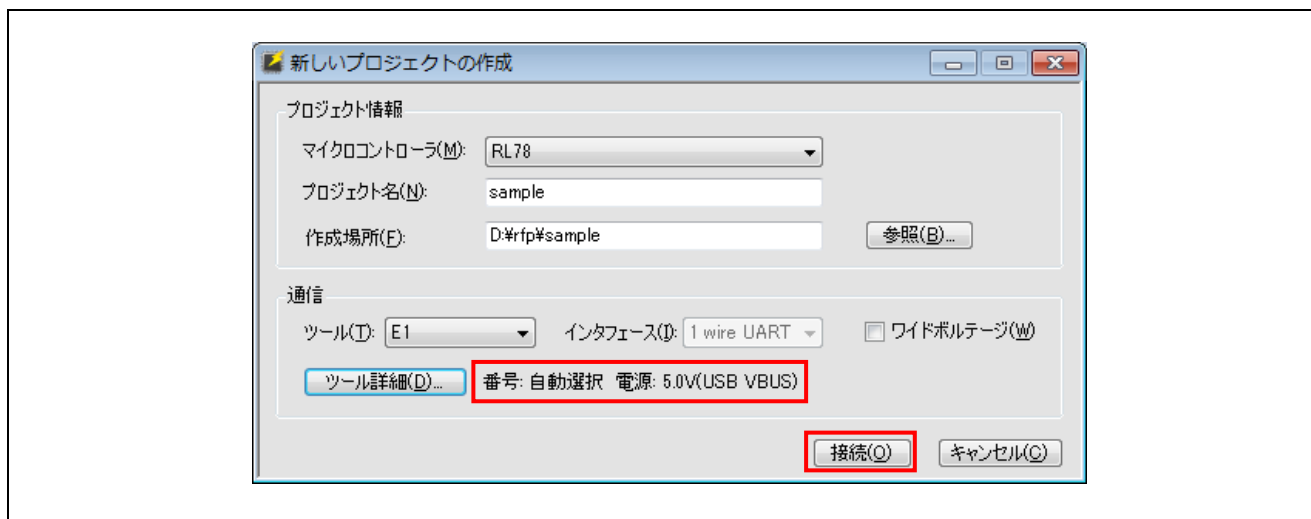 新しいプロジェクトの作成
プロジェクト情報
マイクロコントローラ(M): RL78
プロジェクト名(N): sample
作成場所(F): D:¥rfp¥sample 参照(B)...
通信
ツール(T): E1 インタフェース(I): 1 wire UART ワイドボルテージ(W)
ツール詳細(D)... 番号: 自動選択 電源: 5.0V(USB VBUS)
接続(O) キャンセル(C)